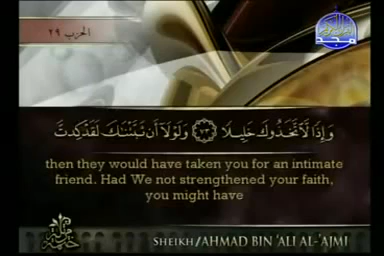 الحزب ٢٩
المجد
وَإِذًا لَّاتَّخَذُوكَ خَلِيلًا ۝٧٣ وَلَوْلَا أَن ثَبَّتْنَاكَ لَقَدْ كِدتَّ
then they would have taken you for an intimate
friend. Had We not strengthened your faith,
you might have
SHEIKH/AHMAD BIN 'ALI AL-'AJMI